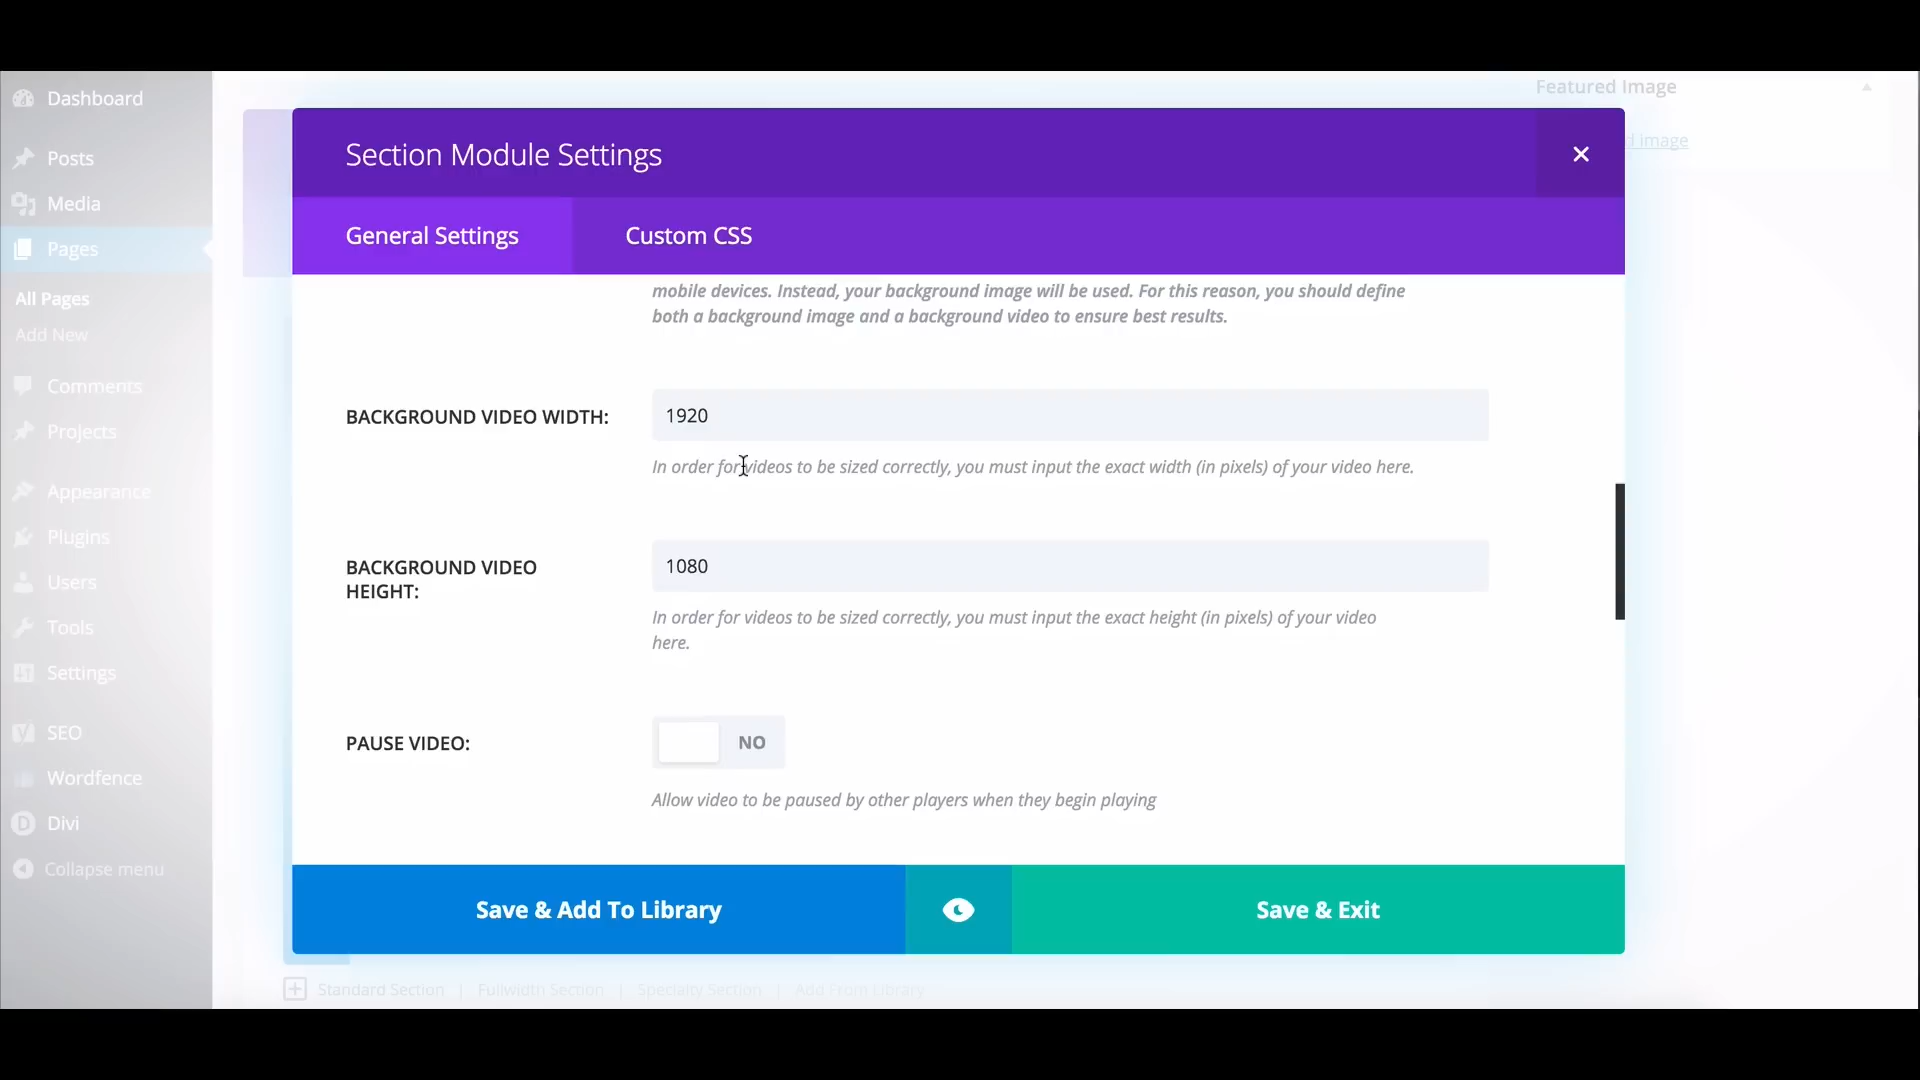 Dashboard
Posts
Media
Pages
All Pages
Add New
Comments
Projects
Appearance
Plugins
Users
Tools
Settings
SEO
Wordfence
Divi
Collapse menu
Featured Image
d image
Section Module Settings
General Settings
Custom CSS
mobile devices. Instead, your background image will be used. For this reason, you should define
both a background image and a background video to ensure best results.
BACKGROUND VIDEO WIDTH:
1920
In order for videos to be sized correctly, you must input the exact width (in pixels) of your video here.
BACKGROUND VIDEO
HEIGHT:
1080
In order for videos to be sized correctly, you must input the exact height (in pixels) of your video
here.
PAUSE VIDEO:
NO
Allow video to be paused by other players when they begin playing
Save & Add To Library
Save & Exit
Standard Section | Fullwidth Section | Specialty Section | Add From Library